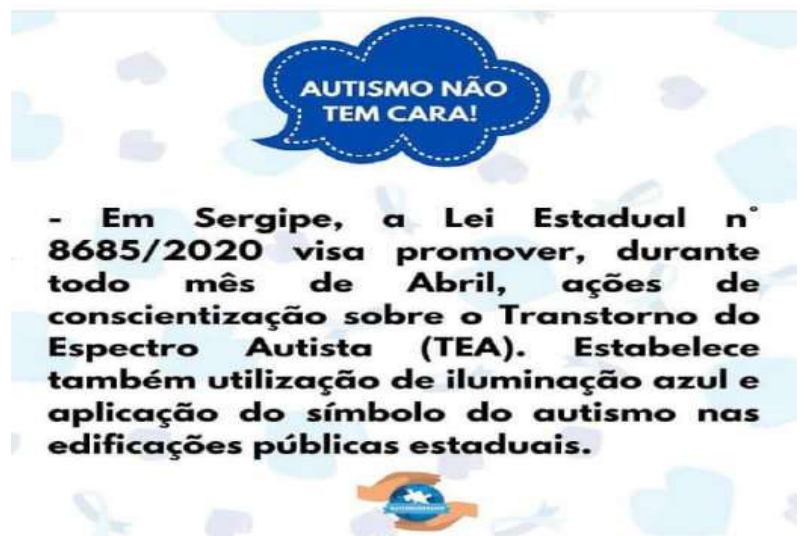 AUTISMO NÃO
TEM CARA!
- Em Sergipe, a Lei Estadual n°
8685/2020 visa promover, durante
todo mês de Abril, ações de
conscientização sobre o Transtorno do
Espectro Autista (TEA). Estabelece
também utilização de iluminação azul e
aplicação do símbolo do autismo nas
edificações públicas estaduais.